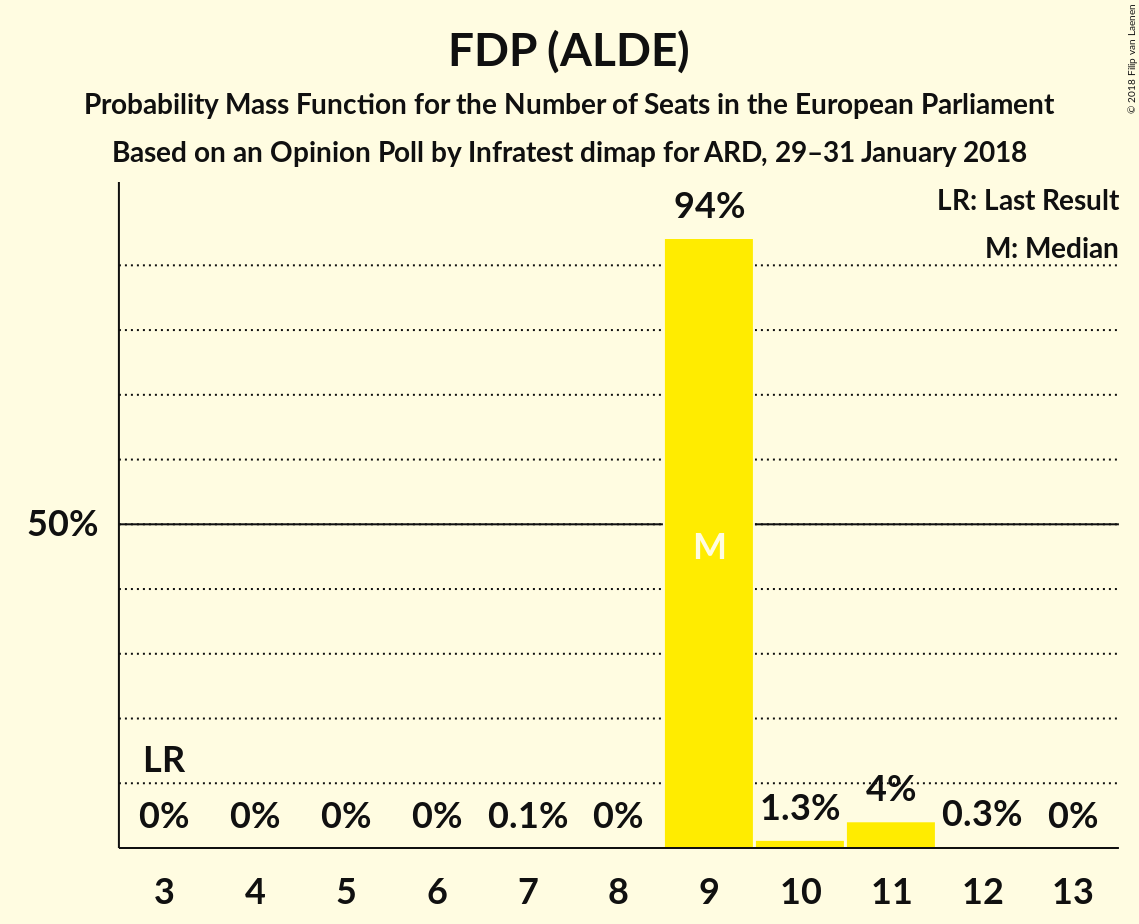 FDP (ALDE)
Probability Mass Function for the Number of Seats in the European Parliament
Based on an Opinion Poll by Infratest dimap for ARD, 29–31 January 2018
© 2018 Filip van Laenen
LR: Last Result
M: Median
94%
50%
M
LR
0% 0% 0% 0% 0.1% 0% 1.3% 4% 0.3% 0%
3 4 5 6 7 8 9 10 11 12 13